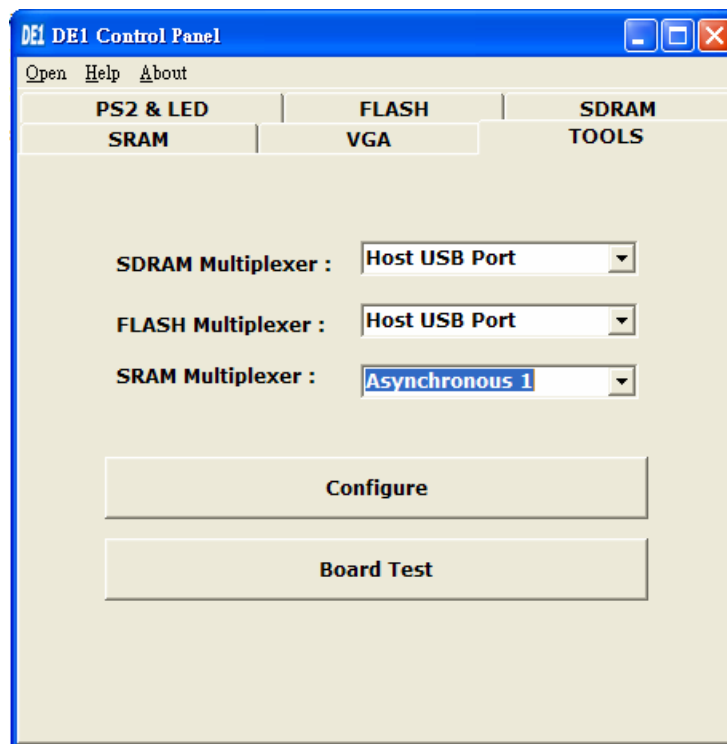 DE1 DE1 Control Panel
Open Help About
PS2 & LED FLASH SDRAM
SRAM VGA TOOLS
SDRAM Multiplexer : Host USB Port
FLASH Multiplexer : Host USB Port
SRAM Multiplexer : Asynchronous 1
Configure
Board Test